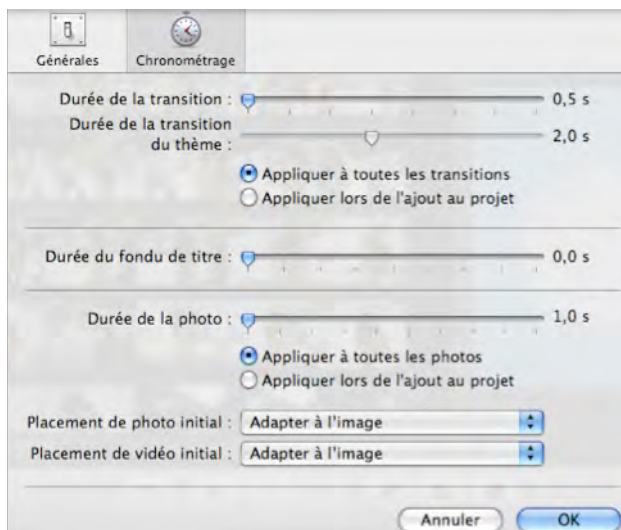 Générales Chronométrage
Durée de la transition : 0,5 s
Durée de la transition
du thème : 2,0 s
Appliquer à toutes les transitions
Appliquer lors de l'ajout au projet
Durée du fondu de titre : 0,0 s
Durée de la photo : 1,0 s
Appliquer à toutes les photos
Appliquer lors de l'ajout au projet
Placement de photo initial : Adapter à l'image
Placement de vidéo initial : Adapter à l'image
Annuler OK